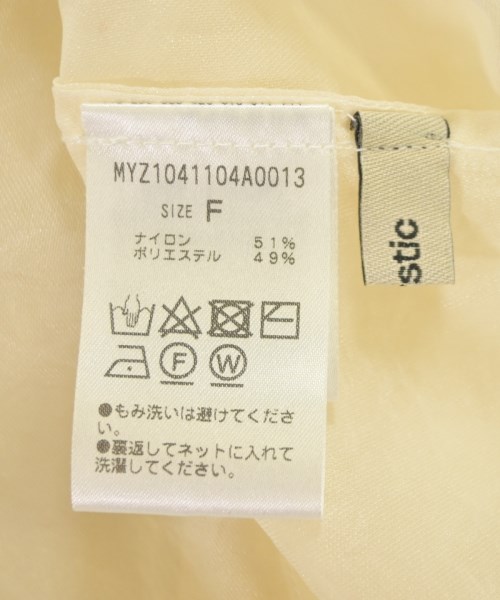 MYZ1041104A0013
SIZE F
ナイロン 51%
ポリエステル 49%
F W
●もみ洗いは避けてくださ
い。
●裏返してネットに入れて
洗濯してください。
stic